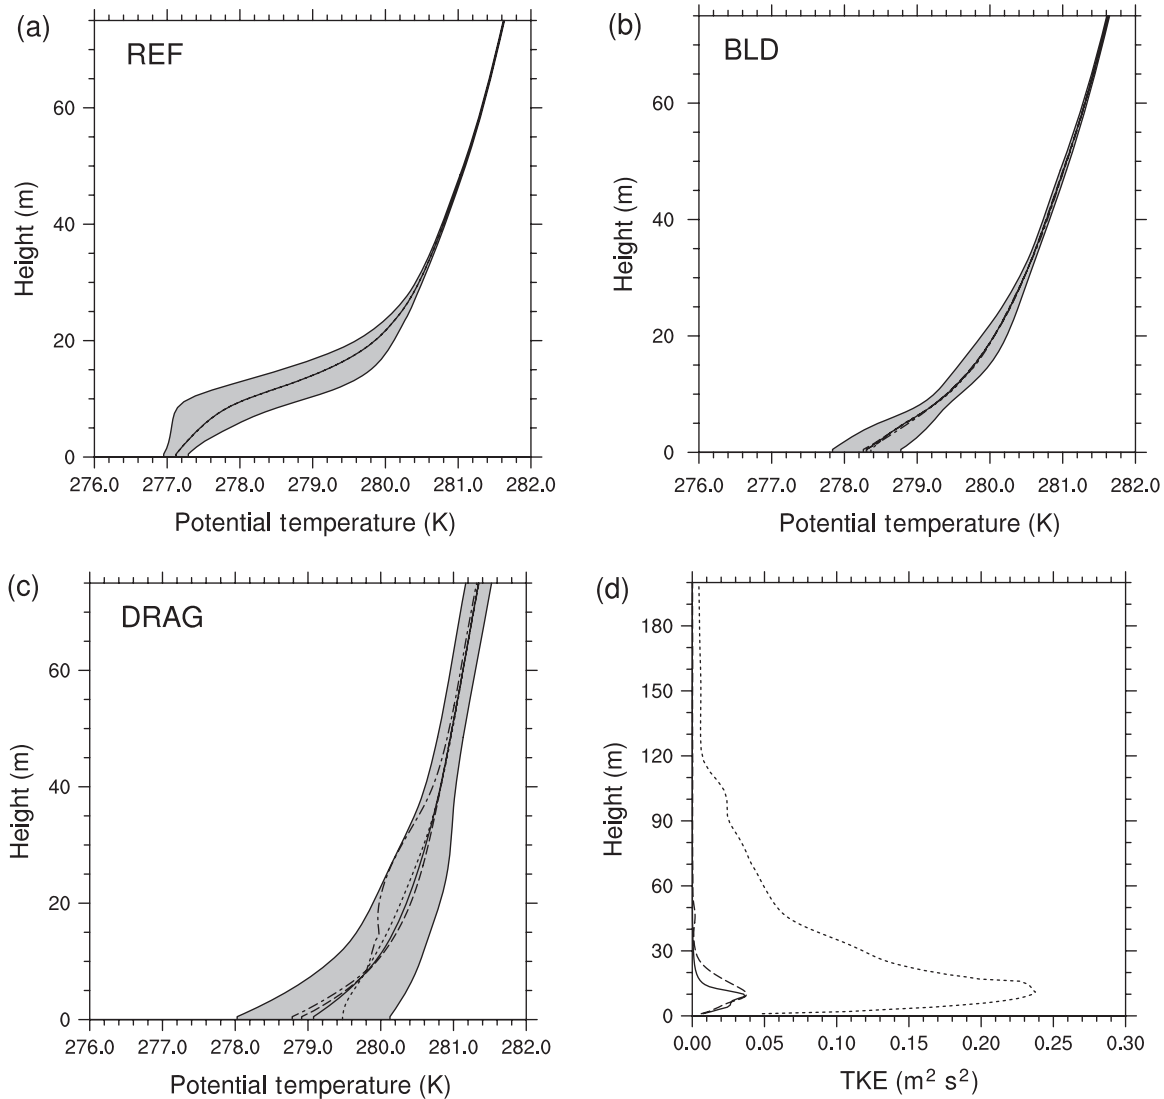 (a)
REF
60
40
20
0
Height (m)
276.0 277.0 278.0 279.0 280.0 281.0 282.0
Potential temperature (K)
(b)
BLD
60
40
20
0
Height (m)
276.0 277.0 278.0 279.0 280.0 281.0 282.0
Potential temperature (K)
(c)
DRAG
60
40
20
0
Height (m)
276.0 277.0 278.0 279.0 280.0 281.0 282.0
Potential temperature (K)
(d)
180
150
120
90
60
30
0
Height (m)
0.00 0.05 0.10 0.15 0.20 0.25 0.30
TKE (m² s²)